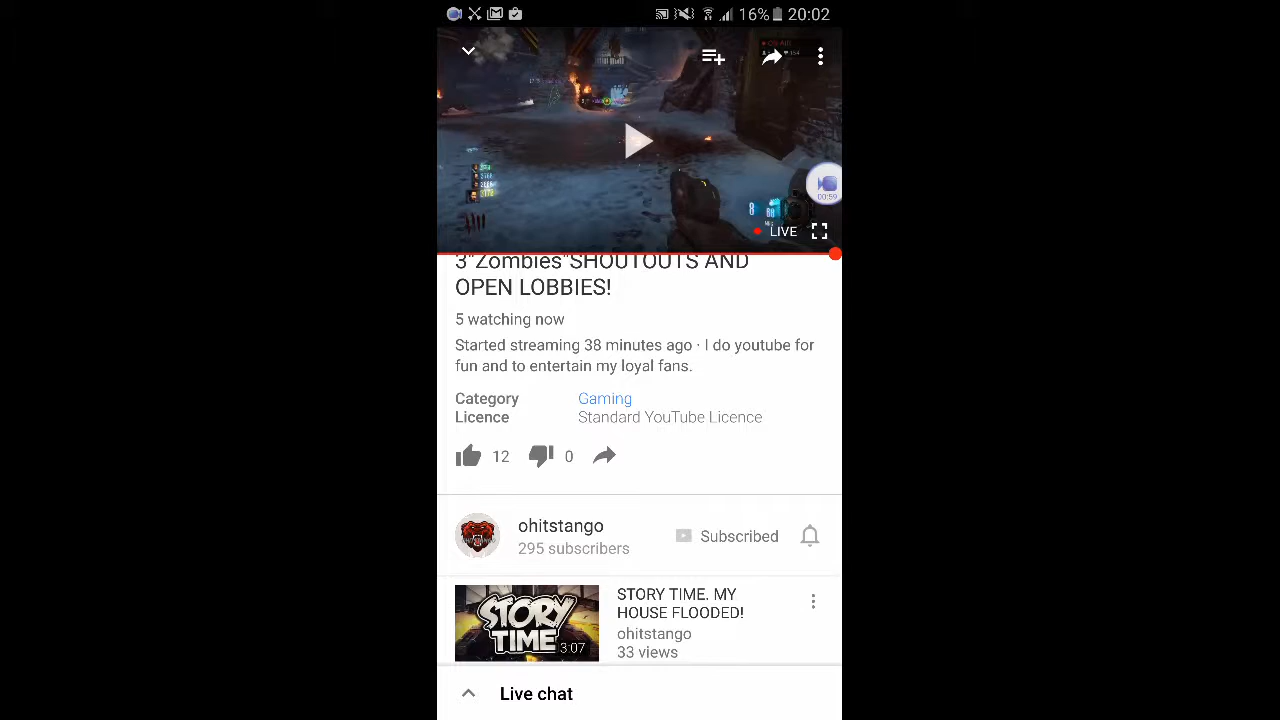 16% 20:02
00:59
LIVE
3"Zombies"SHOUTOUTS AND
OPEN LOBBIES!
5 watching now
Started streaming 38 minutes ago · I do youtube for
fun and to entertain my loyal fans.
Category Gaming
Licence Standard YouTube Licence
12 0
ohitstango
295 subscribers
Subscribed
STORY TIME
3:07
STORY TIME. MY
HOUSE FLOODED!
ohitstango
33 views
Live chat